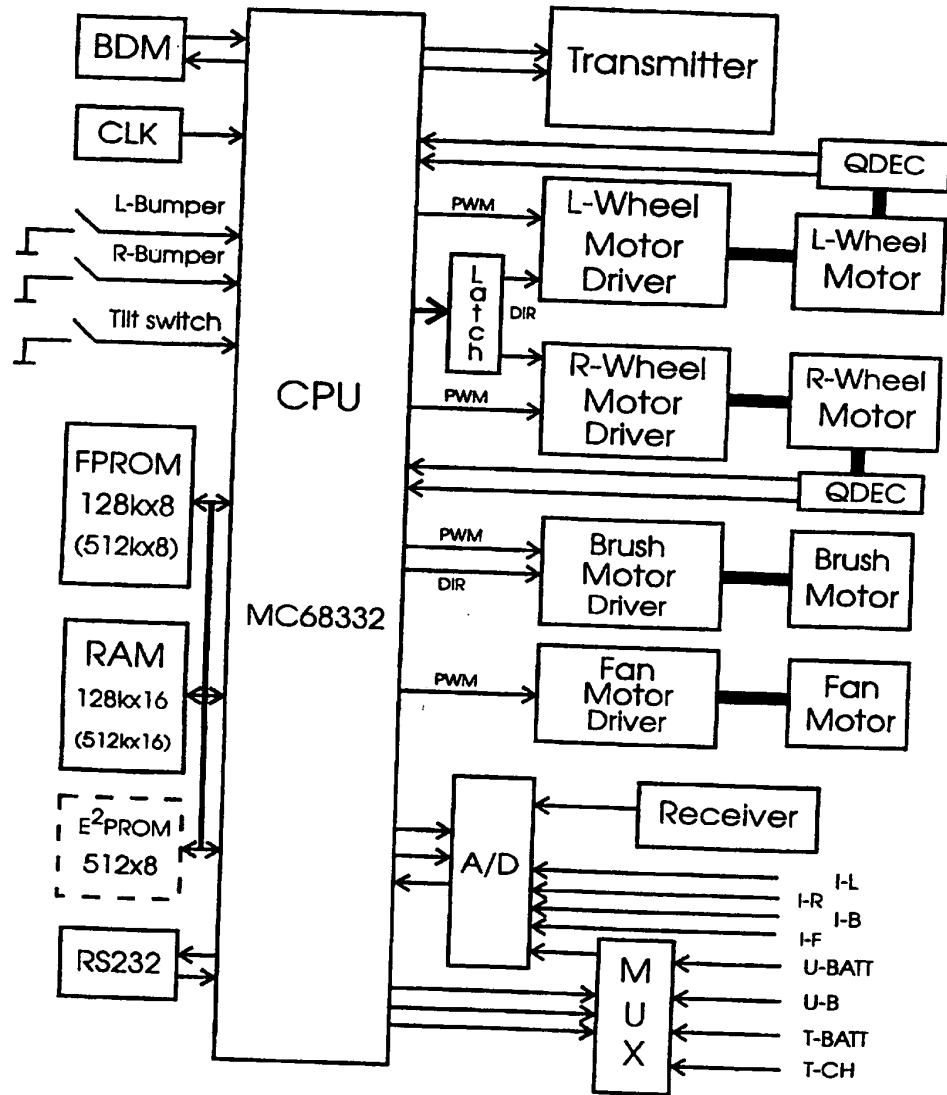 BDM
CLK
L-Bumper
R-Bumper
Tilt switch
FPROM
128kx8
(512kx8)
RAM
128kx16
(512kx16)
E²PROM
512x8
RS232
CPU
MC68332
Transmitter
QDEC
PWM
L-Wheel
Motor
Driver
L-Wheel
Motor
Latch
DIR
R-Wheel
Motor
Driver
PWM
R-Wheel
Motor
QDEC
PWM
DIR
Brush
Motor
Driver
Brush
Motor
PWM
Fan
Motor
Driver
Fan
Motor
A/D
Receiver
I-L
I-R
I-B
I-F
MUX
U-BATT
U-B
T-BATT
T-CH